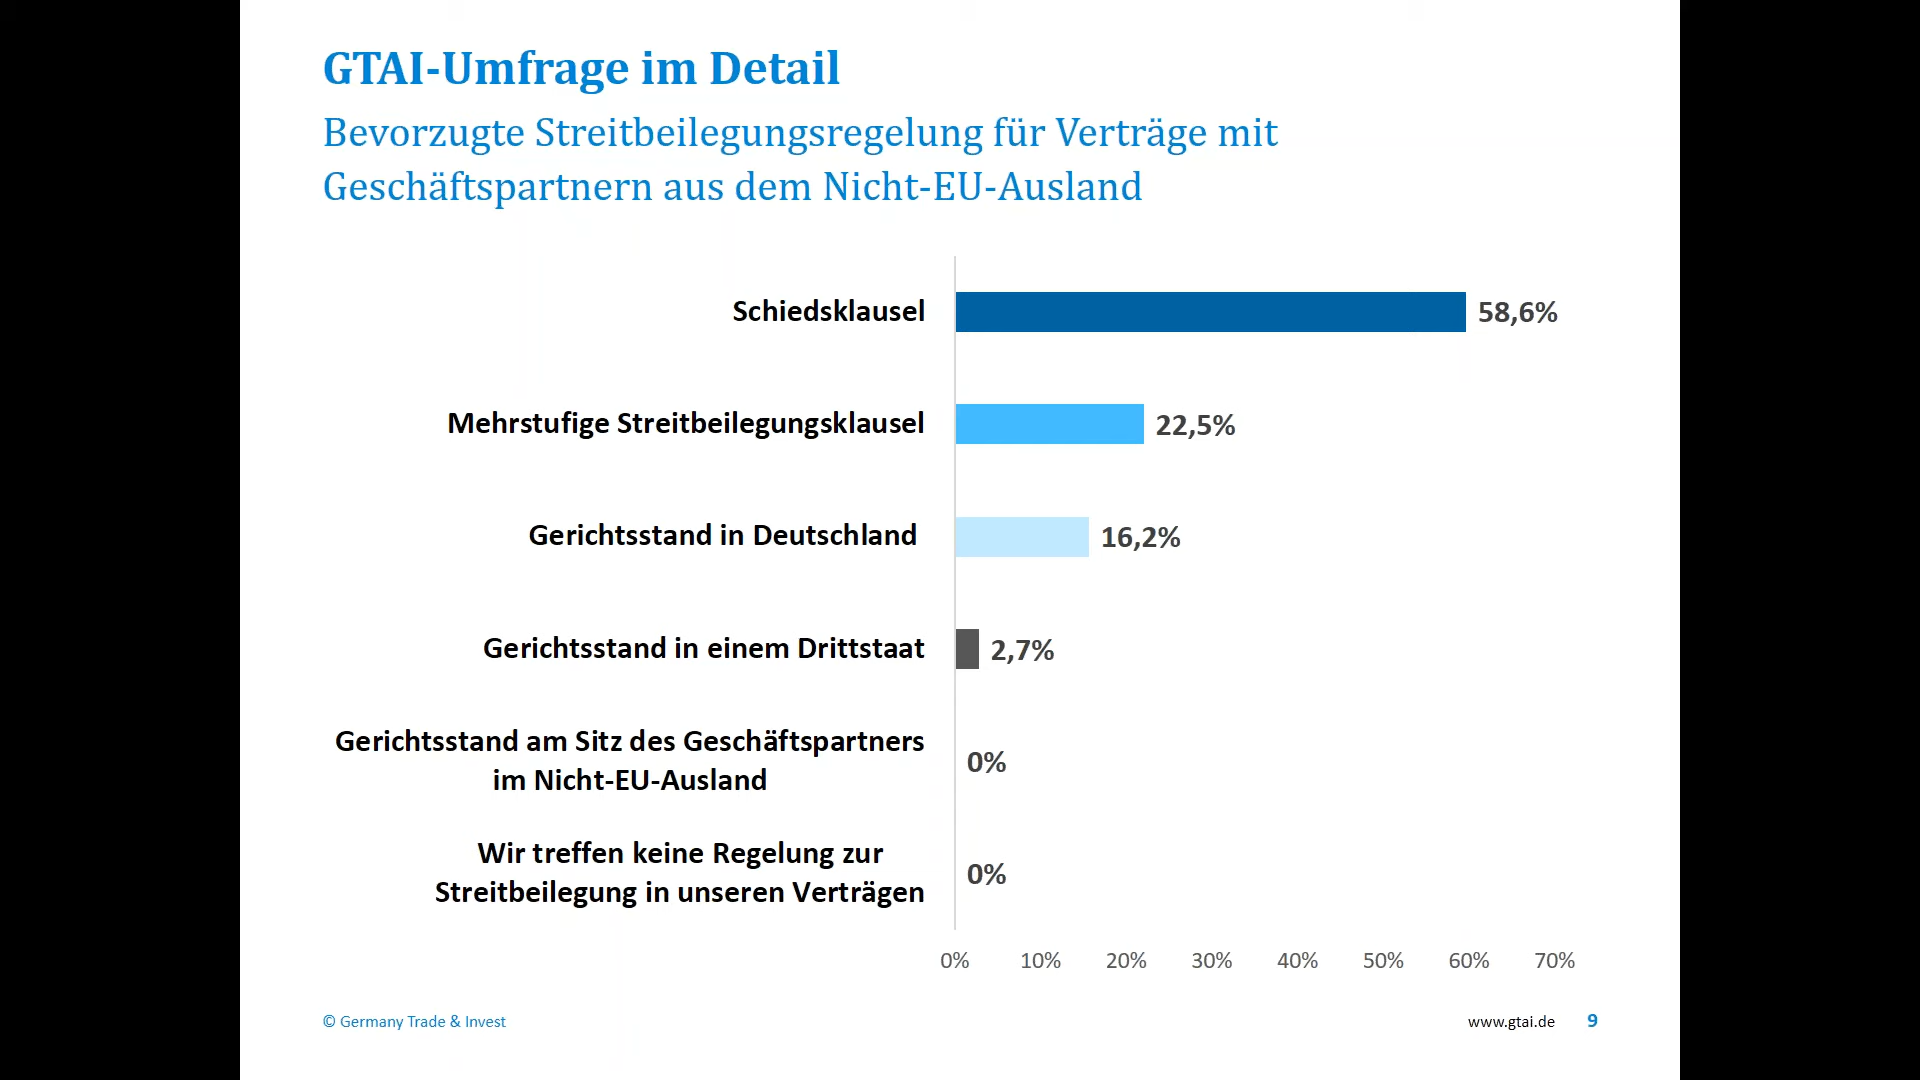 GTAI-Umfrage im Detail
Bevorzugte Streitbeilegungsregelung für Verträge mit
Geschäftspartnern aus dem Nicht-EU-Ausland
Schiedsklausel
58,6%
Mehrstufige Streitbeilegungsklausel
22,5%
Gerichtsstand in Deutschland
16,2%
Gerichtsstand in einem Drittstaat
2,7%
Gerichtsstand am Sitz des Geschäftspartners
im Nicht-EU-Ausland
0%
Wir treffen keine Regelung zur
Streitbeilegung in unseren Verträgen
0%
0% 10% 20% 30% 40% 50% 60% 70%
© Germany Trade & Invest
www.gtai.de 9